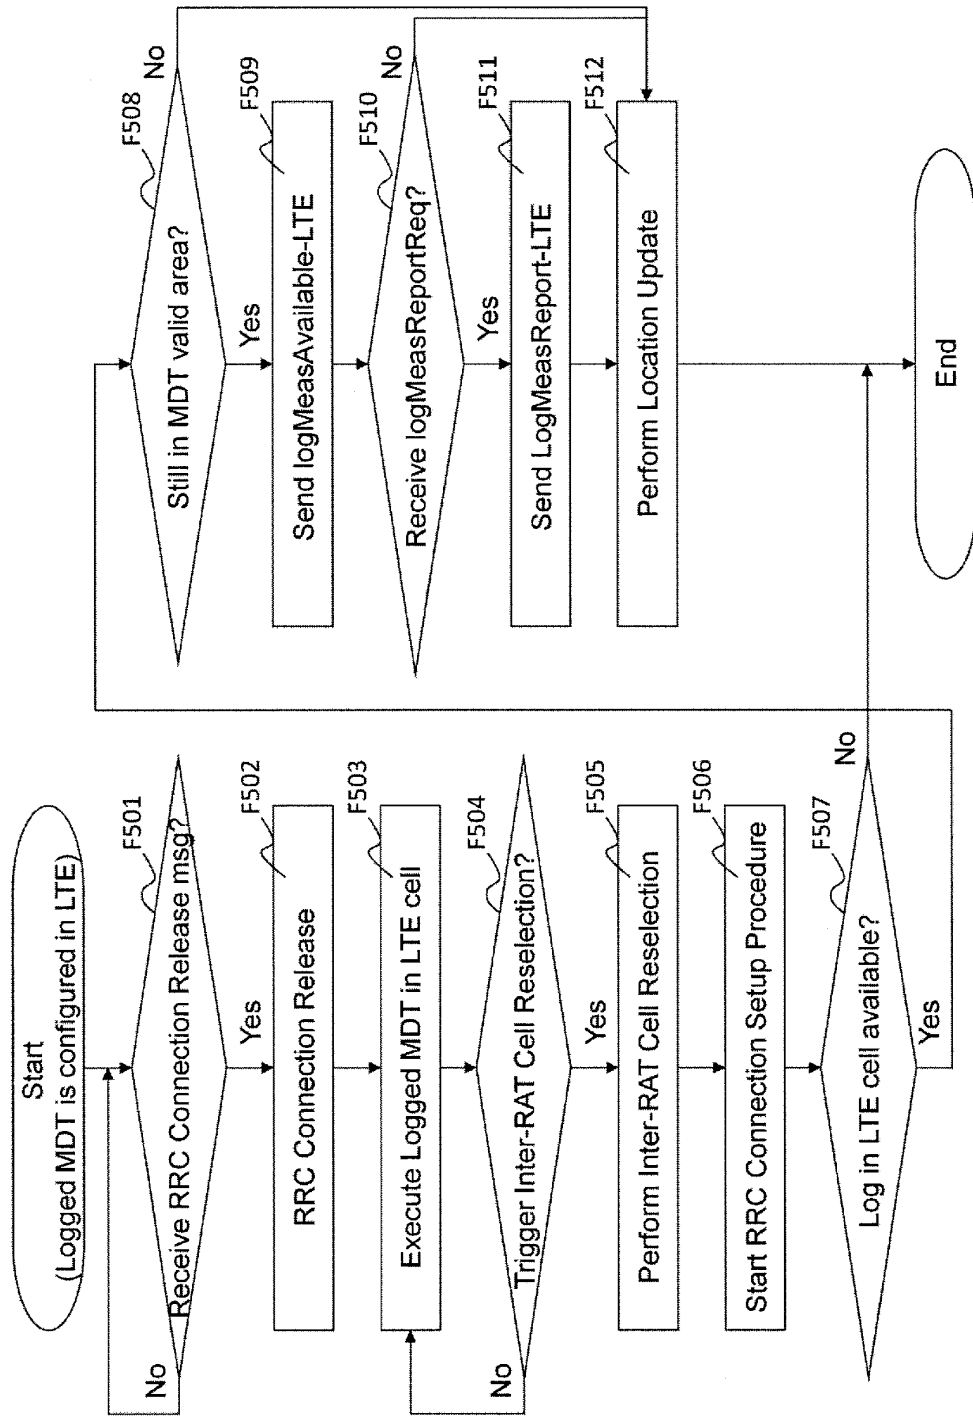 Start
(Logged MDT is configured in LTE)
F501
Receive RRC Connection Release msg?
No
Yes
F502
RRC Connection Release
F503
Execute Logged MDT in LTE cell
F504
Trigger Inter-RAT Cell Reselection?
No
Yes
F505
Perform Inter-RAT Cell Reselection
F506
Start RRC Connection Setup Procedure
F507
Log in LTE cell available?
No
Yes
F508
Still in MDT valid area?
No
Yes
F509
Send logMeasAvailable-LTE
F510
Receive logMeasReportReq?
No
Yes
F511
Send LogMeasReport-LTE
F512
Perform Location Update
End